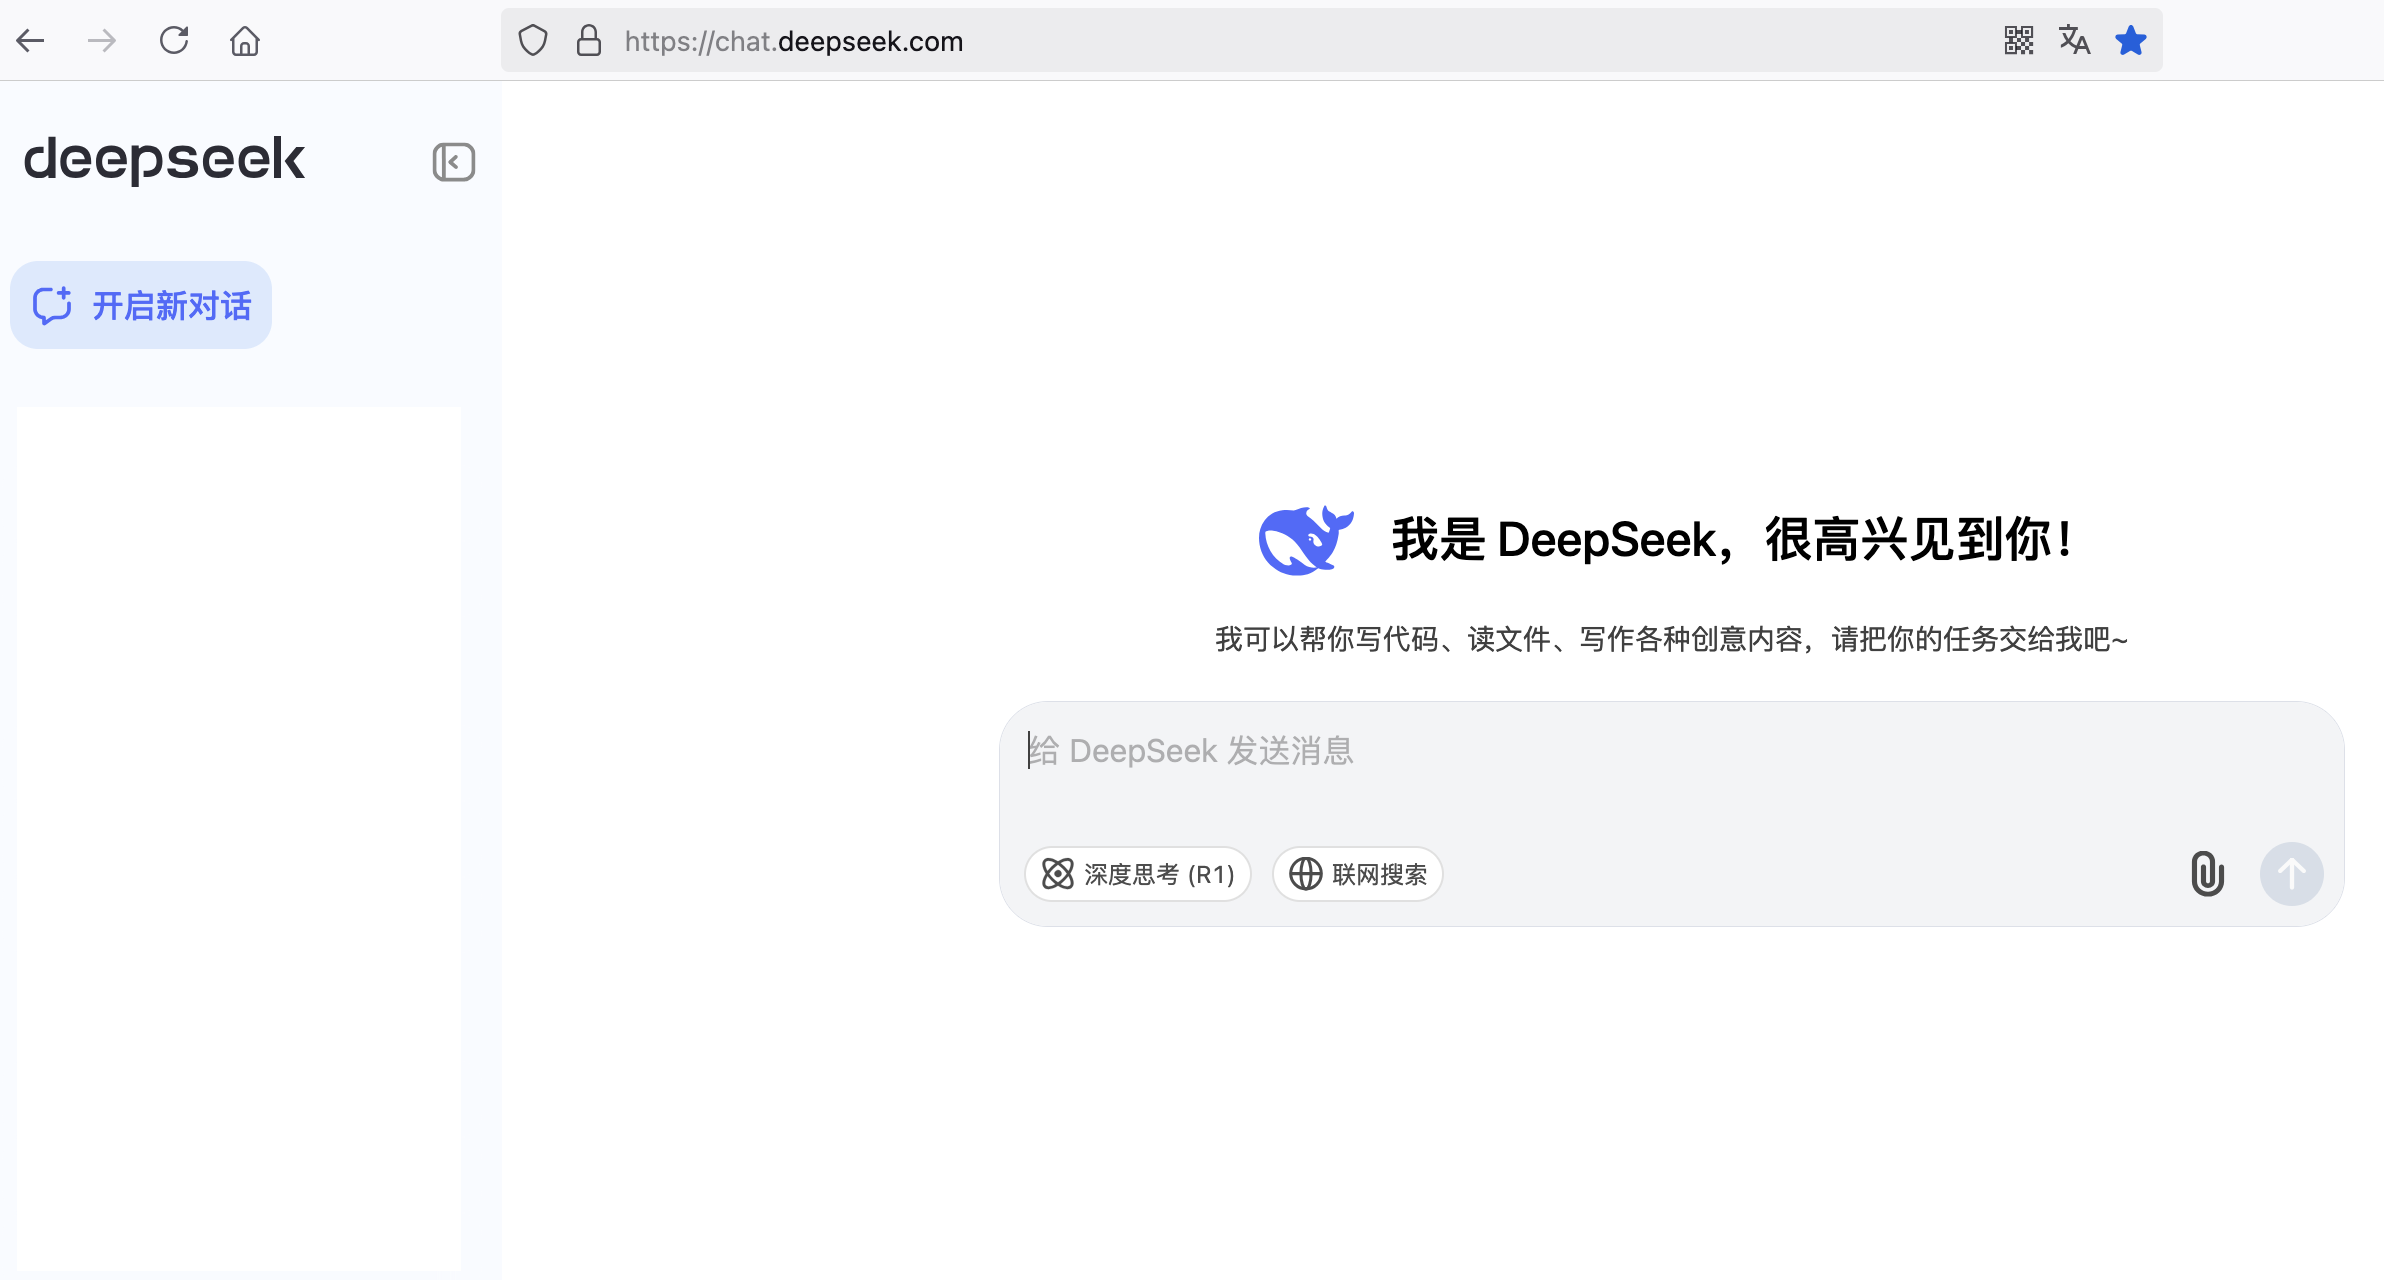 https://chat.deepseek.com
deepseek
开启新对话
我是 DeepSeek，很高兴见到你！
我可以帮你写代码、读文件、写作各种创意内容，请把你的任务交给我吧~
给 DeepSeek 发送消息
深度思考 (R1)
联网搜索